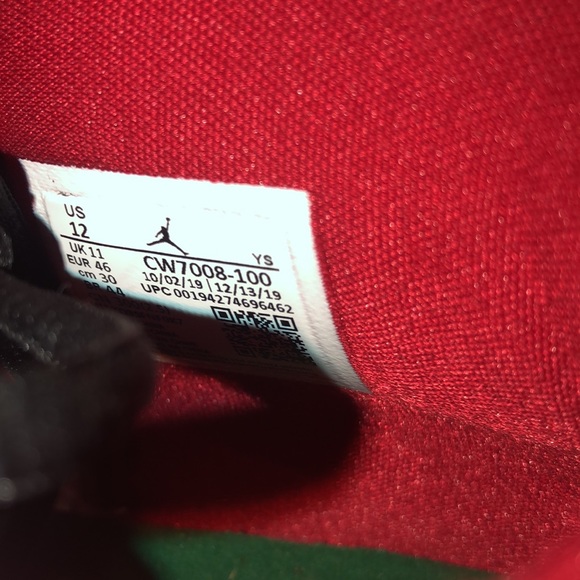 US
12
UK 11
EUR 46
cm 30
YS
CW7008-100
10/02/19 | 12/13/19
UPC 00194274696462